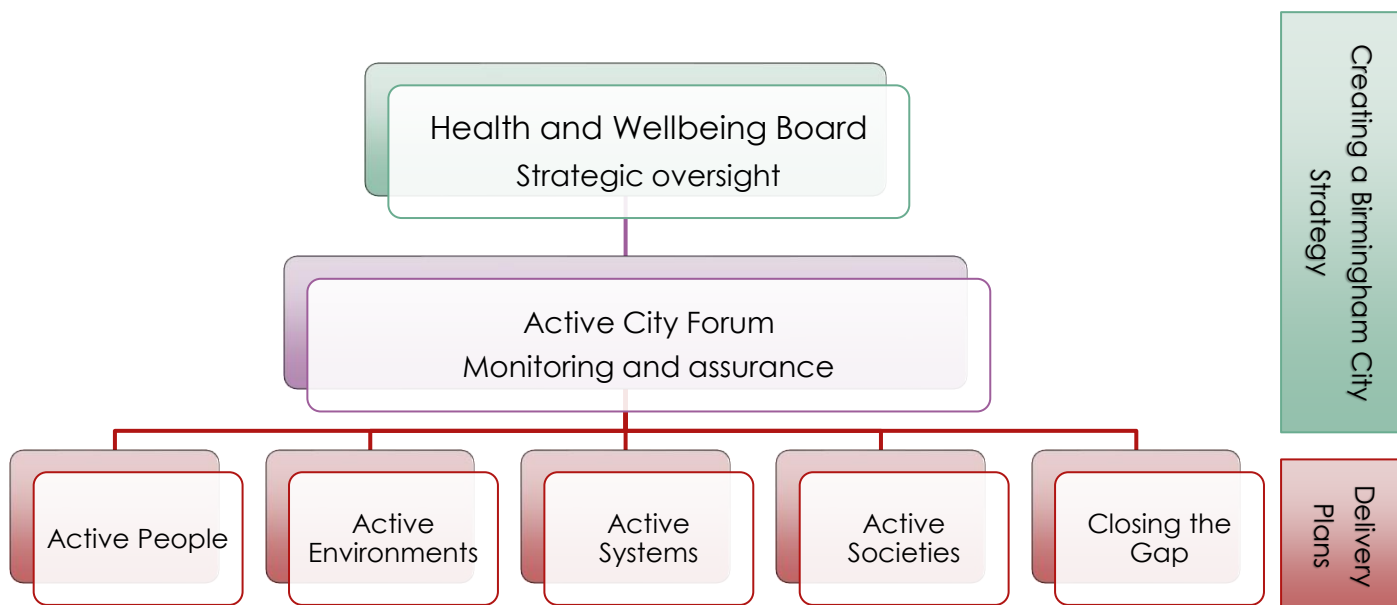 Health and Wellbeing Board
Strategic oversight
Active City Forum
Monitoring and assurance
Active People
Active
Environments
Active
Systems
Active
Societies
Closing the
Gap
Creating a Birmingham City
Strategy
Delivery
Plans